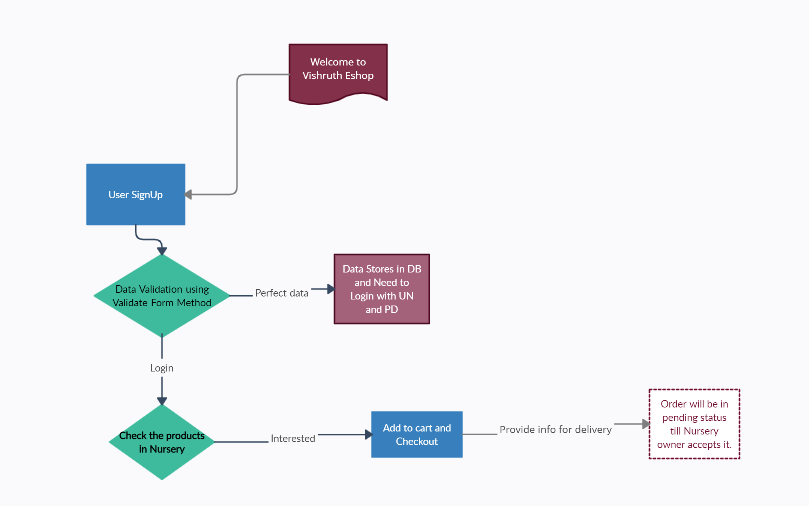 Welcome to
Vishruth Eshop
User SignUp
Data Validation using
Validate Form Method
Perfect data
Data Stores in DB
and Need to
Login with UN
and PD
Login
Check the products
in Nursery
Interested
Add to cart and
Checkout
Provide info for delivery
Order will be in
pending status
till Nursery
owner accepts it.